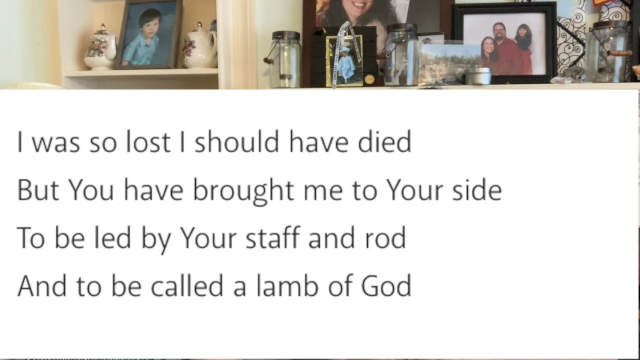 I was so lost I should have died
But You have brought me to Your side
To be led by Your staff and rod
And to be called a lamb of God